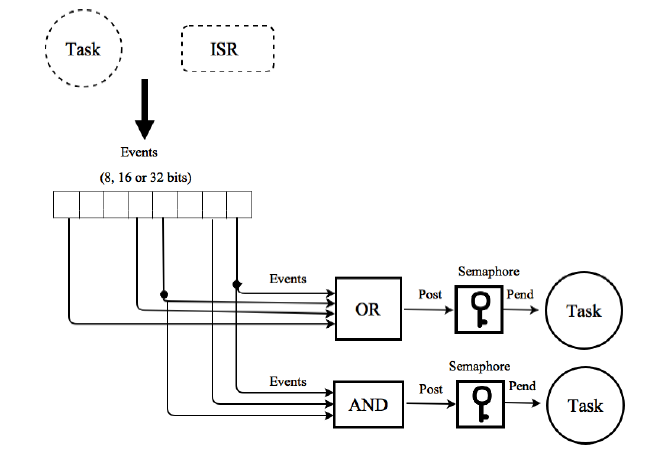 Task
ISR
Events
(8, 16 or 32 bits)
Events
OR
Post
Semaphore
Pend
Task
Events
AND
Post
Semaphore
Pend
Task